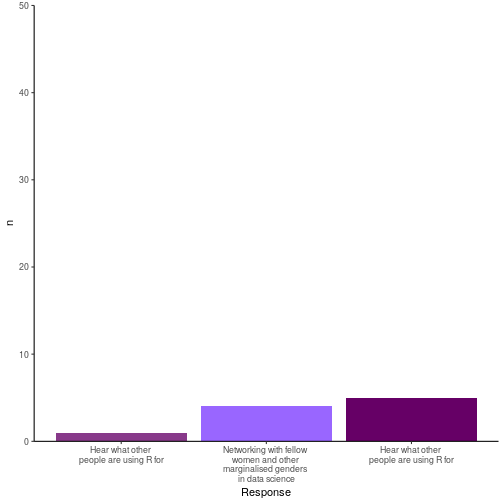 50
40
30
20
10
0
n
Hear what other
people are using R for
Networking with fellow
women and other
marginalised genders
in data science
Hear what other
people are using R for
Response